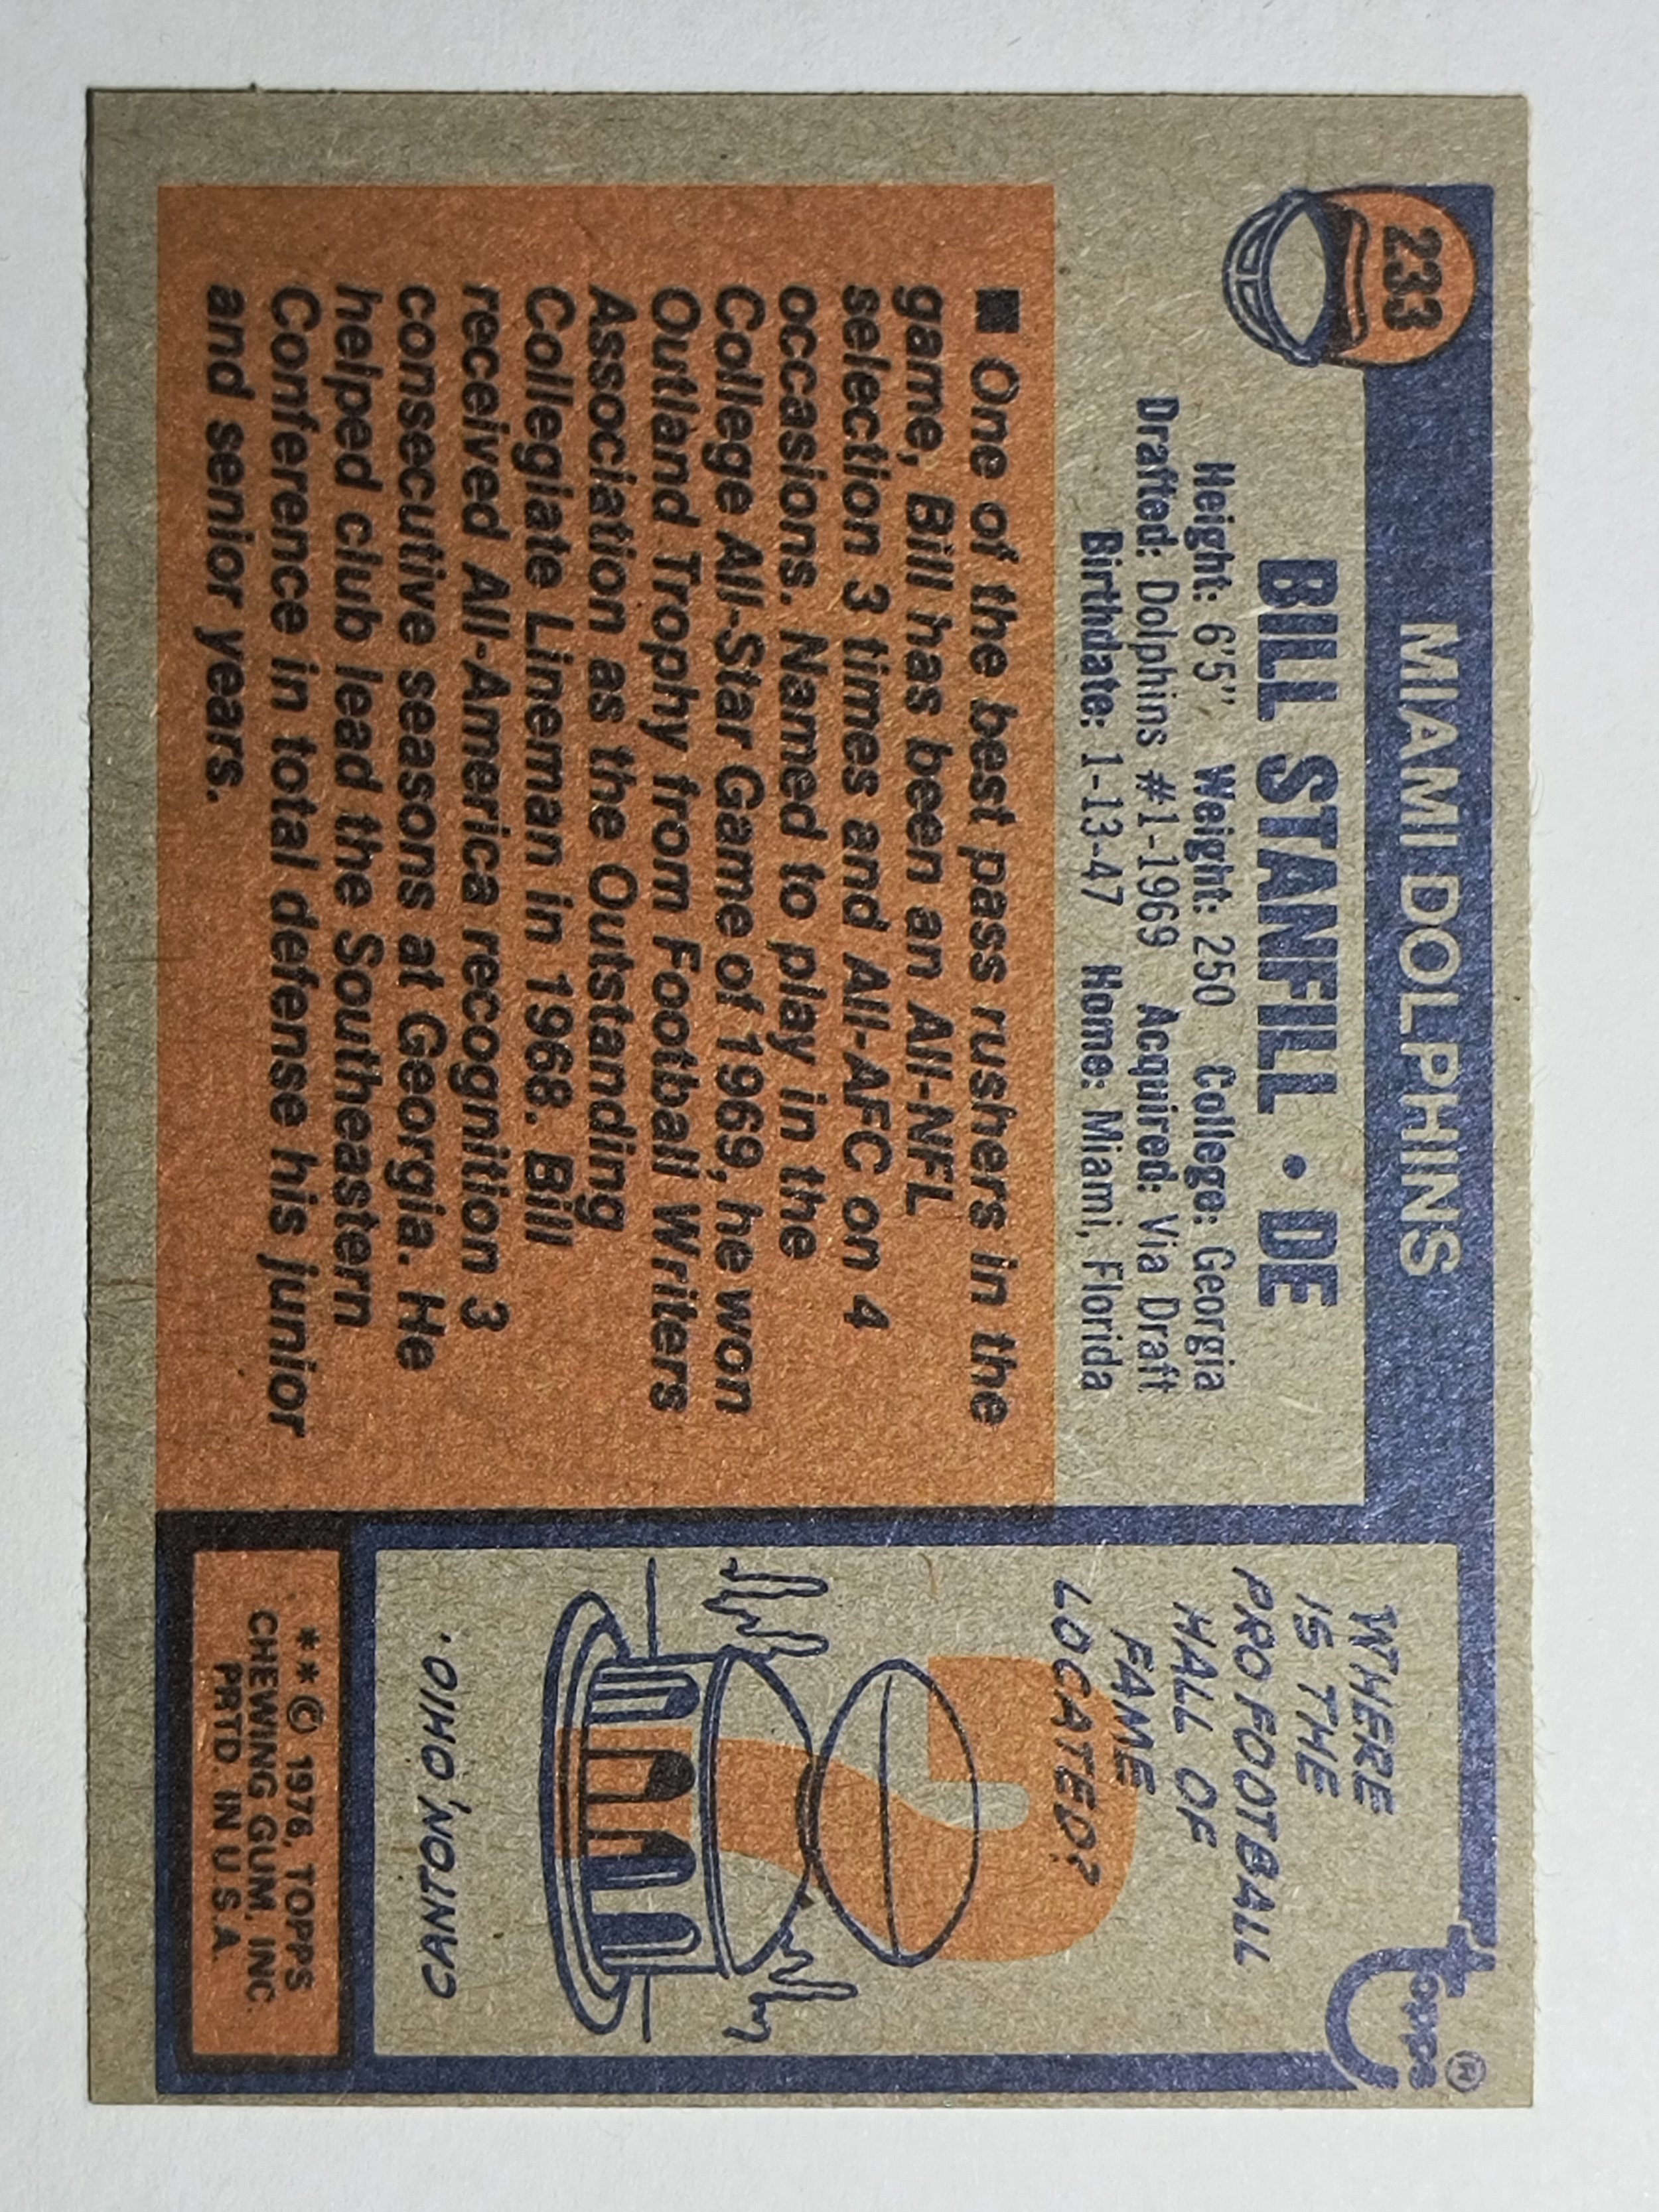 233
MIAMI DOLPHINS
BILL STANFILL • DE
Height: 6'5" Weight: 250 College: Georgia
Drafted: Dolphins #1-1969 Acquired: Via Draft
Birthdate: 1-13-47 Home: Miami, Florida
■ One of the best pass rushers in the
game, Bill has been an All-NFL
selection 3 times and All-AFC on 4
occasions. Named to play in the
College All-Star Game of 1969, he won
Outland Trophy from Football Writers
Association as the Outstanding
Collegiate Lineman in 1968. Bill
received All-America recognition 3
consecutive seasons at Georgia. He
helped club lead the Southeastern
Conference in total defense his junior
and senior years.
topps®
WHERE
IS THE
PRO FOOTBALL
HALL OF
FAME
LOCATED?
?
CANTON, OHIO.
** © 1976, TOPPS
CHEWING GUM, INC.
PRTD. IN U.S.A.